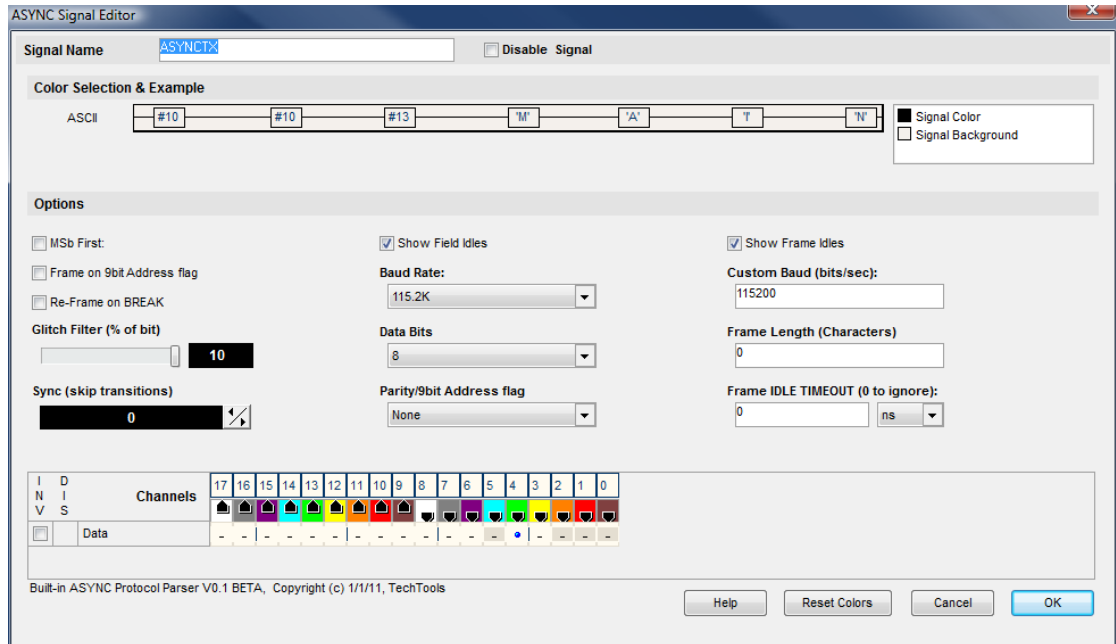 ASYNC Signal Editor
Signal Name ASYNCTX Disable Signal
Color Selection & Example
ASCII #10 #10 #13 'M' 'A' 'I' 'N' Signal Color
Signal Background
Options
MSb First: Show Field Idles Show Frame Idles
Frame on 9bit Address flag Baud Rate: Custom Baud (bits/sec):
115.2K 115200
Re-Frame on BREAK
Glitch Filter (% of bit) Data Bits Frame Length (Characters)
10 8 0
Sync (skip transitions) Parity/9bit Address flag Frame IDLE TIMEOUT (0 to ignore):
0 None 0 ns
INV DIS Channels 17 16 15 14 13 12 11 10 9 8 7 6 5 4 3 2 1 0
Data - - - - - - - - - - - - - - - - -
Built-in ASYNC Protocol Parser V0.1 BETA, Copyright (c) 1/1/11, TechTools
Help Reset Colors Cancel OK